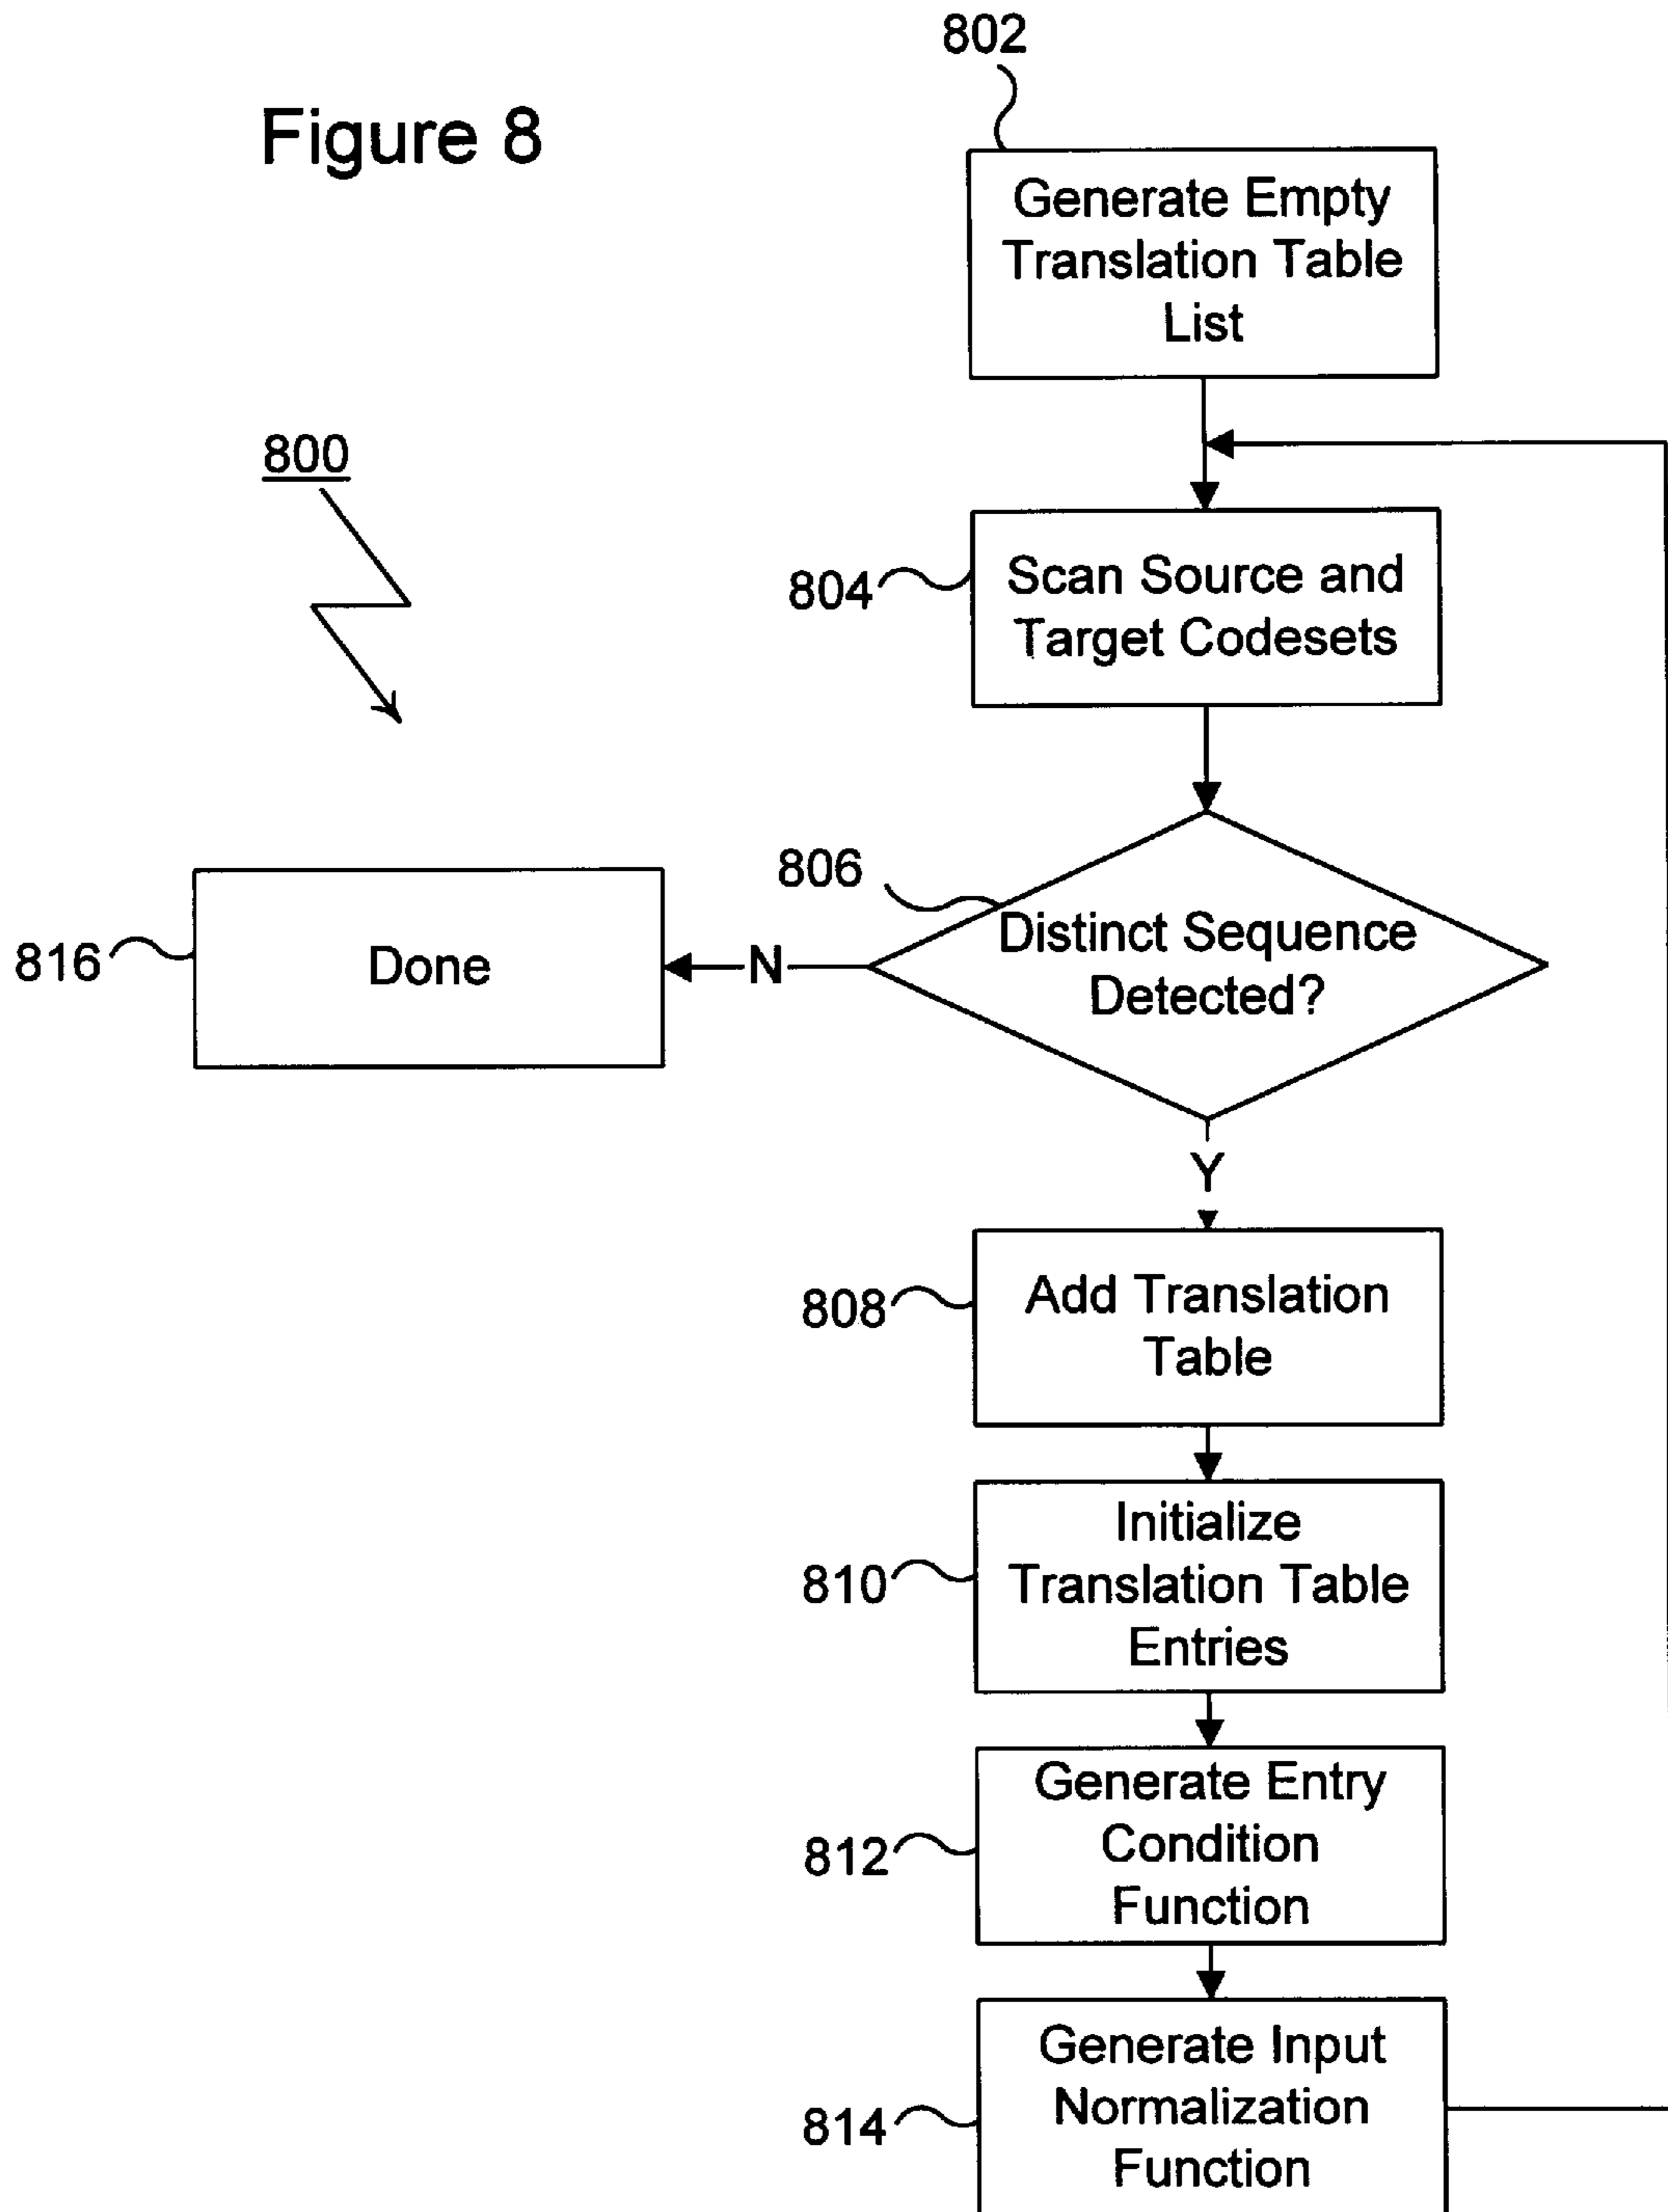 802
Figure 8
Generate Empty
Translation Table
List
800
804
Scan Source and
Target Codesets
806
Distinct Sequence
Detected?
816
Done
N
Y
808
Add Translation
Table
810
Initialize
Translation Table
Entries
812
Generate Entry
Condition
Function
814
Generate Input
Normalization
Function